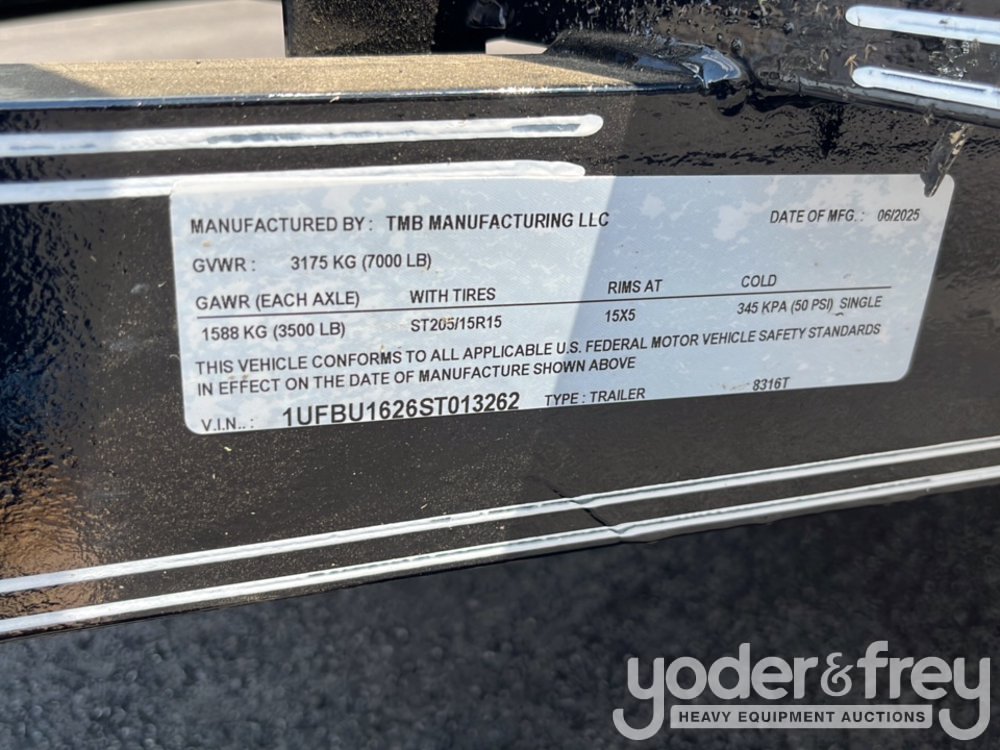 MANUFACTURED BY : TMB MANUFACTURING LLC DATE OF MFG. : 06/2025
GVWR : 3175 KG (7000 LB)
GAWR (EACH AXLE) WITH TIRES RIMS AT COLD
1588 KG (3500 LB) ST205/15R15 15X5 345 KPA (50 PSI) SINGLE
THIS VEHICLE CONFORMS TO ALL APPLICABLE U.S. FEDERAL MOTOR VEHICLE SAFETY STANDARDS
IN EFFECT ON THE DATE OF MANUFACTURE SHOWN ABOVE
V.I.N.. : 1UFBU1626ST013262 TYPE : TRAILER 8316T
yoder&frey
HEAVY EQUIPMENT AUCTIONS